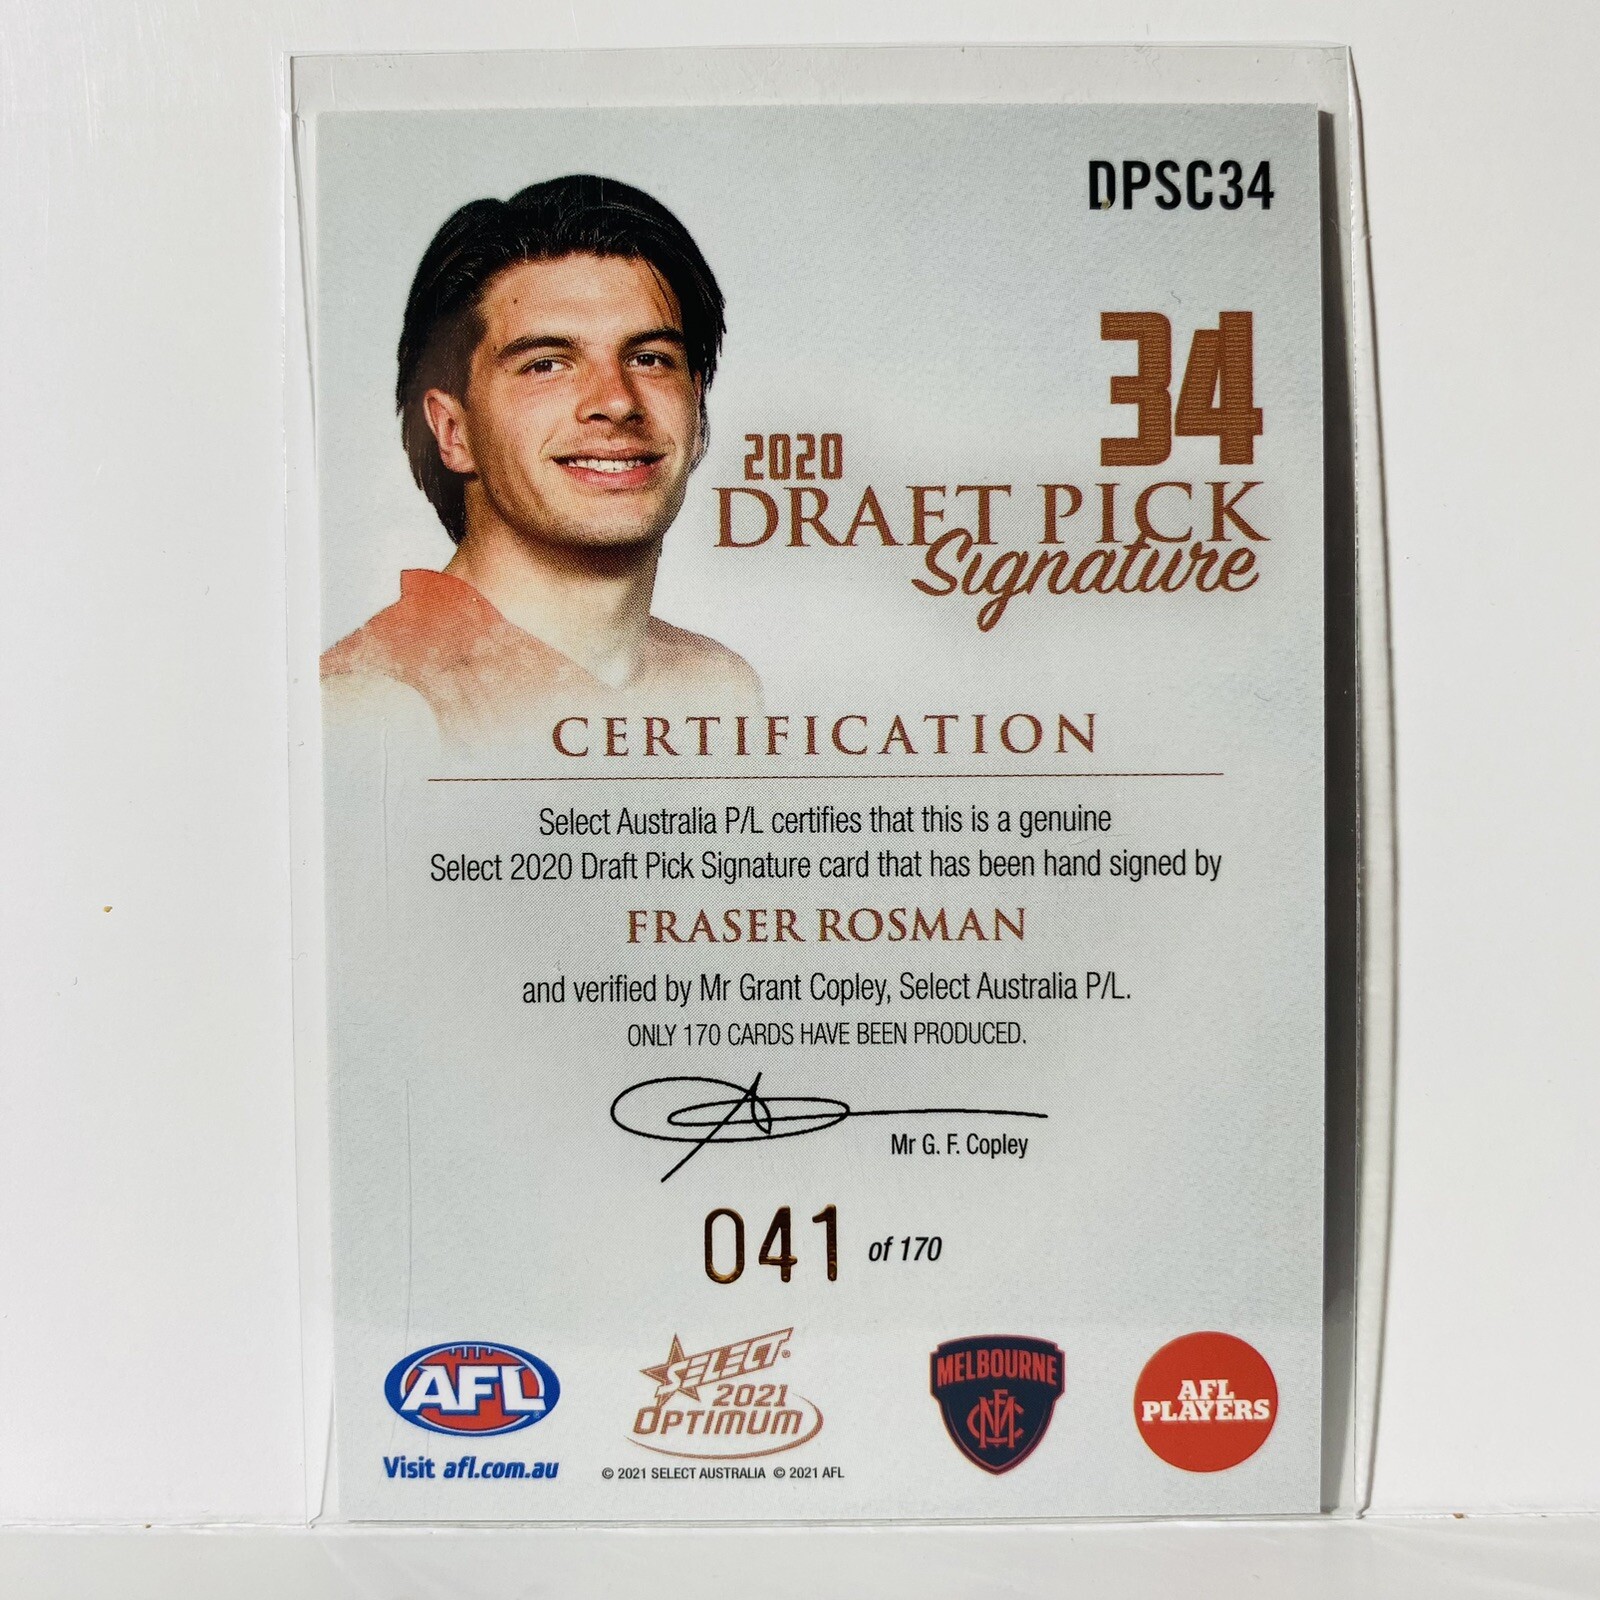 DPSC34
34
2020
DRAFT PICK
Signature
CERTIFICATION
Select Australia P/L certifies that this is a genuine
Select 2020 Draft Pick Signature card that has been hand signed by
FRASER ROSMAN
and verified by Mr Grant Copley, Select Australia P/L.
ONLY 170 CARDS HAVE BEEN PRODUCED.
Mr G. F. Copley
041 of 170
AFL
Visit afl.com.au
SELECT
2021
OPTIMUM
© 2021 SELECT AUSTRALIA © 2021 AFL
MELBOURNE
MFC
AFL
PLAYERS